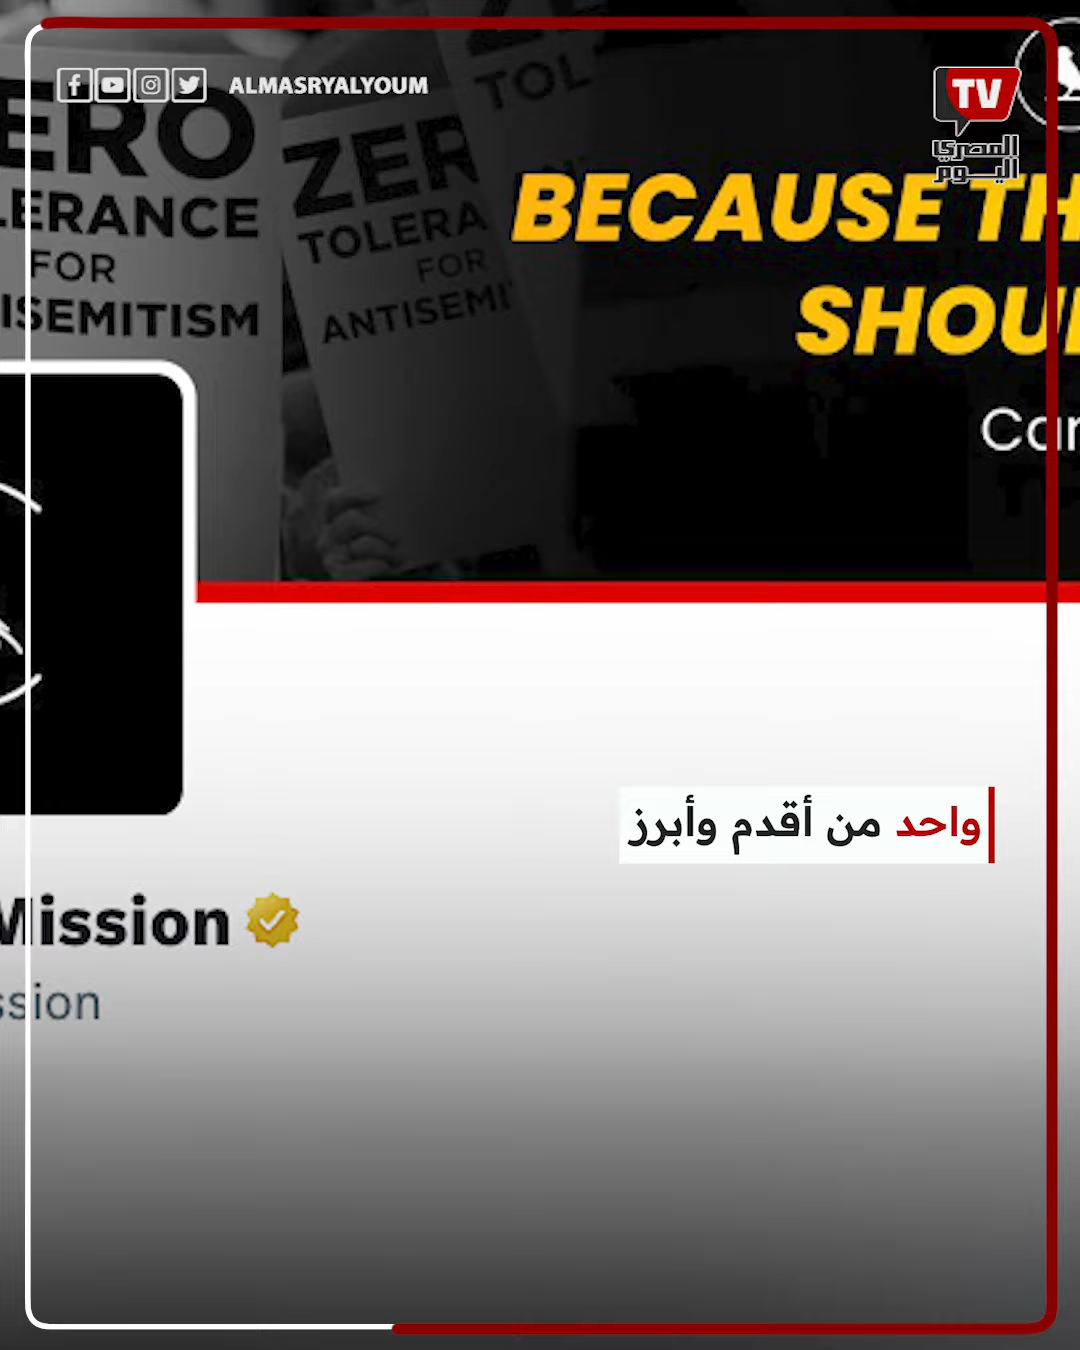 ALMASRYALYOUM
TV
المصري
اليوم
ERO
LERANCE
FOR
ISEMITISM
ZER
TOLERA
FOR
ANTISEMI
TOL
BECAUSE TH
SHOU
Car
واحد من أقدم وأبرز
Mission
ssion